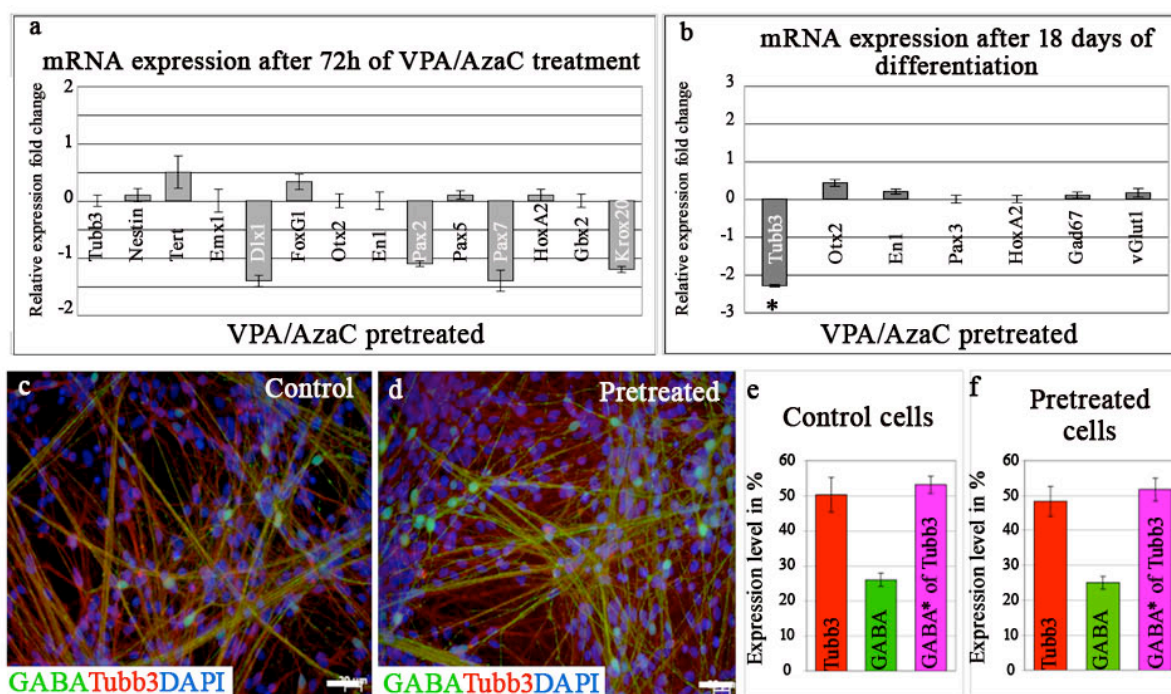 a
mRNA expression after 72h of VPA/AzaC treatment
Relative expression fold change
2
1
0
-1
-2
Tubb3
Nestin
Tert
Emx1
Dlx1
FoxG1
Otx2
En1
Pax2
Pax5
Pax7
HoxA2
Gbx2
Krox20
VPA/AzaC pretreated
b
mRNA expression after 18 days of
differentiation
Relative expression fold change
3
2
1
0
-1
-2
-3
Tubb3
*
Otx2
En1
Pax3
HoxA2
Gad67
vGlut1
VPA/AzaC pretreated
c
Control
GABATubb3DAPI
d
Pretreated
GABATubb3DAPI
e
Control cells
Expression level in %
60
50
40
30
20
10
0
Tubb3
GABA
GABA* of Tubb3
f
Pretreated
cells
Expression level in %
60
50
40
30
20
10
0
Tubb3
GABA
GABA* of Tubb3